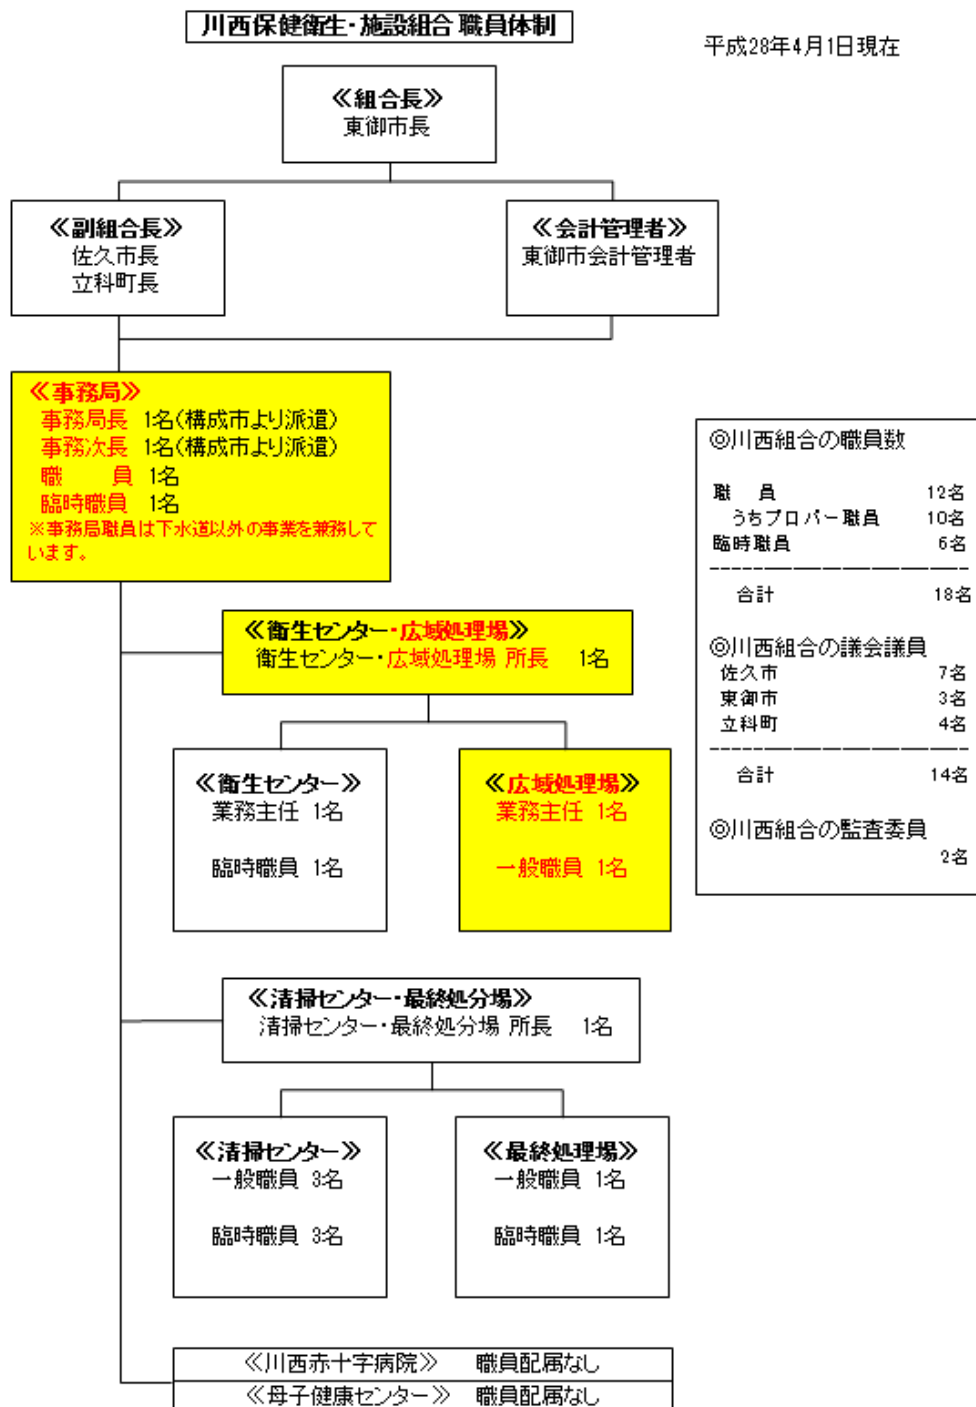 川西保健衛生・施設組合 職員体制
平成28年4月1日現在
≪組合長≫
東御市長
≪副組合長≫
佐久市長
立科町長
≪会計管理者≫
東御市会計管理者
≪事務局≫
事務局長 1名(構成市より派遣)
事務次長 1名(構成市より派遣)
職 員 1名
臨時職員 1名
※事務局職員は下水道以外の事業を兼務して
います。
◎川西組合の職員数
職 員 12名
うちプロパー職員 10名
臨時職員 6名
合計 18名
◎川西組合の議会議員
佐久市 7名
東御市 3名
立科町 4名
合計 14名
◎川西組合の監査委員
2名
≪衛生センター・広域処理場≫
衛生センター・広域処理場 所長 1名
≪衛生センター≫
業務主任 1名
臨時職員 1名
≪広域処理場≫
業務主任 1名
一般職員 1名
≪清掃センター・最終処分場≫
清掃センター・最終処分場 所長 1名
≪清掃センター≫
一般職員 3名
臨時職員 3名
≪最終処理場≫
一般職員 1名
臨時職員 1名
≪川西赤十字病院≫ 職員配属なし
≪母子健康センター≫ 職員配属なし